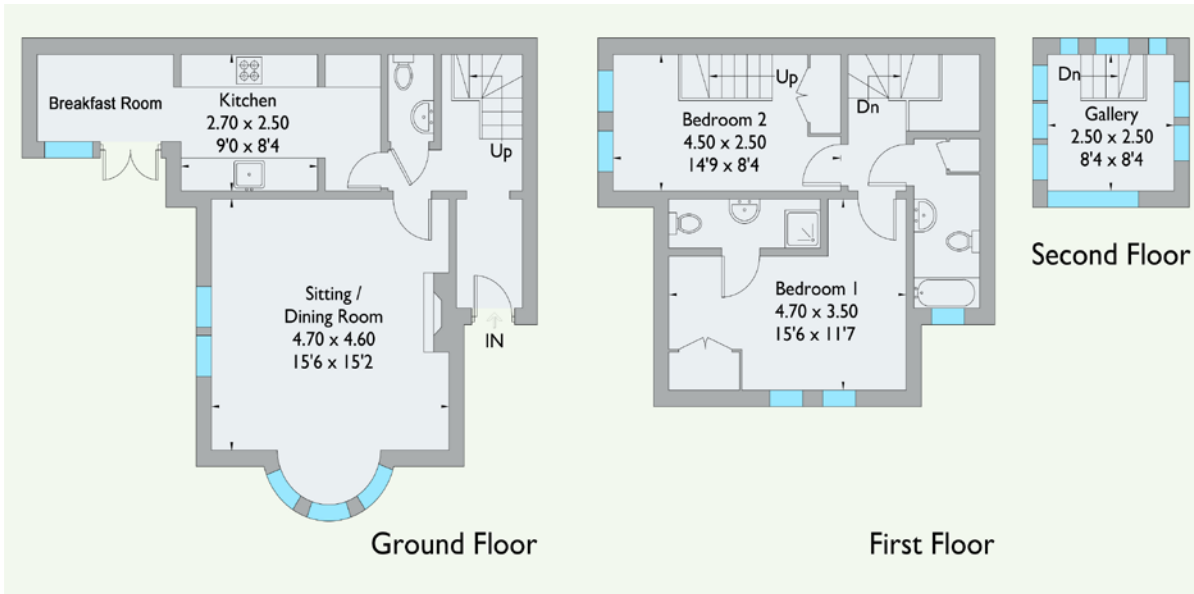 Breakfast Room
Kitchen
2.70 x 2.50
9'0 x 8'4
Up
Sitting /
Dining Room
4.70 x 4.60
15'6 x 15'2
IN
Ground Floor
Up
Dn
Bedroom 2
4.50 x 2.50
14'9 x 8'4
Bedroom 1
4.70 x 3.50
15'6 x 11'7
First Floor
Dn
Gallery
2.50 x 2.50
8'4 x 8'4
Second Floor